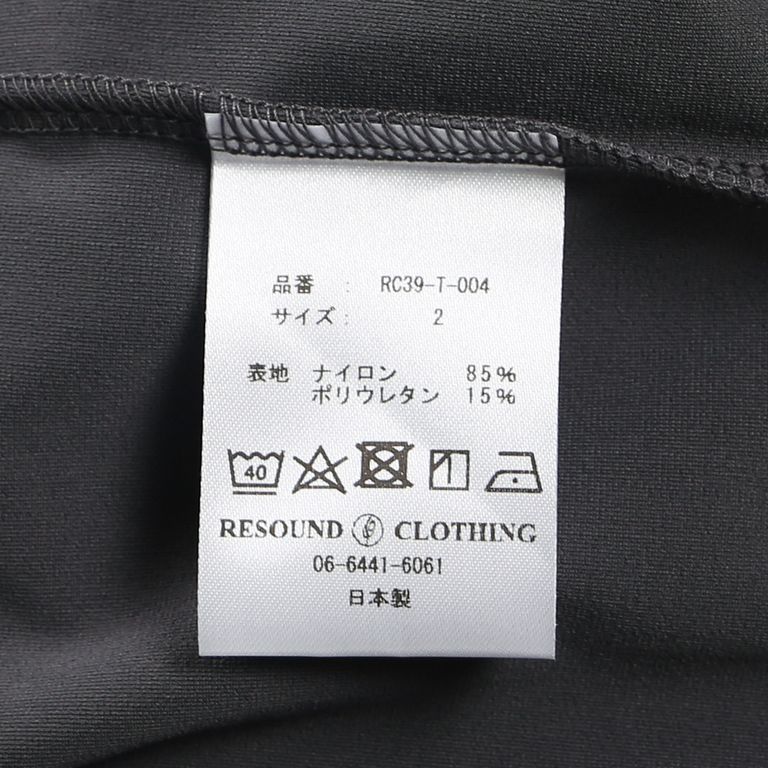 品番 : RC39-T-004
サイズ: 2
表地 ナイロン 85%
ポリウレタン 15%
40
RESOUND CLOTHING
06-6441-6061
日本製